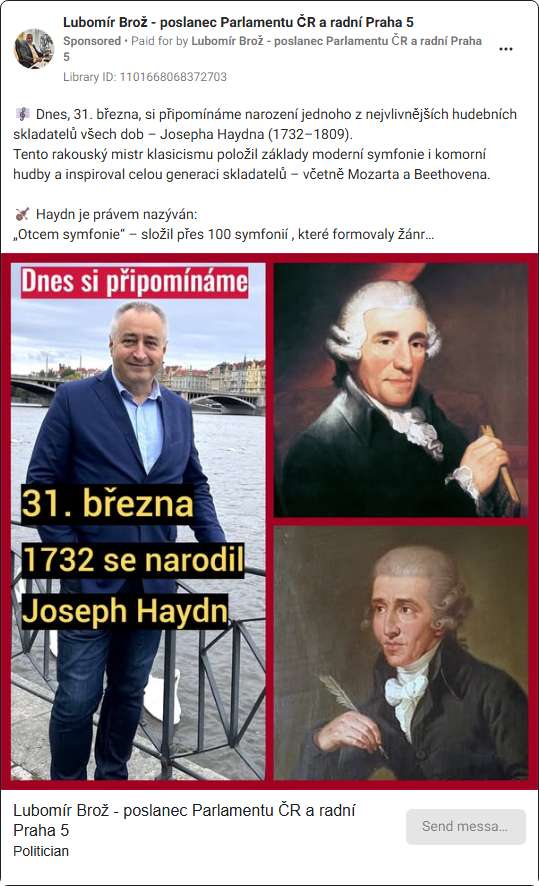 Lubomír Brož - poslanec Parlamentu ČR a radní Praha 5
Sponsored • Paid for by Lubomír Brož - poslanec Parlamentu ČR a radní Praha
5
Library ID: 1101668068372703
🎼 Dnes, 31. března, si připomínáme narození jednoho z nejvlivnějších hudebních
skladatelů všech dob – Josepha Haydna (1732–1809).
Tento rakouský mistr klasicismu položil základy moderní symfonie i komorní
hudby a inspiroval celou generaci skladatelů – včetně Mozarta a Beethovena.
🎻 Haydn je právem nazýván:
„Otcem symfonie“ – složil přes 100 symfonií , které formovaly žánr...
Dnes si připomínáme
31. března
1732 se narodil
Joseph Haydn
Lubomír Brož - poslanec Parlamentu ČR a radní
Praha 5
Politician
Send messa...